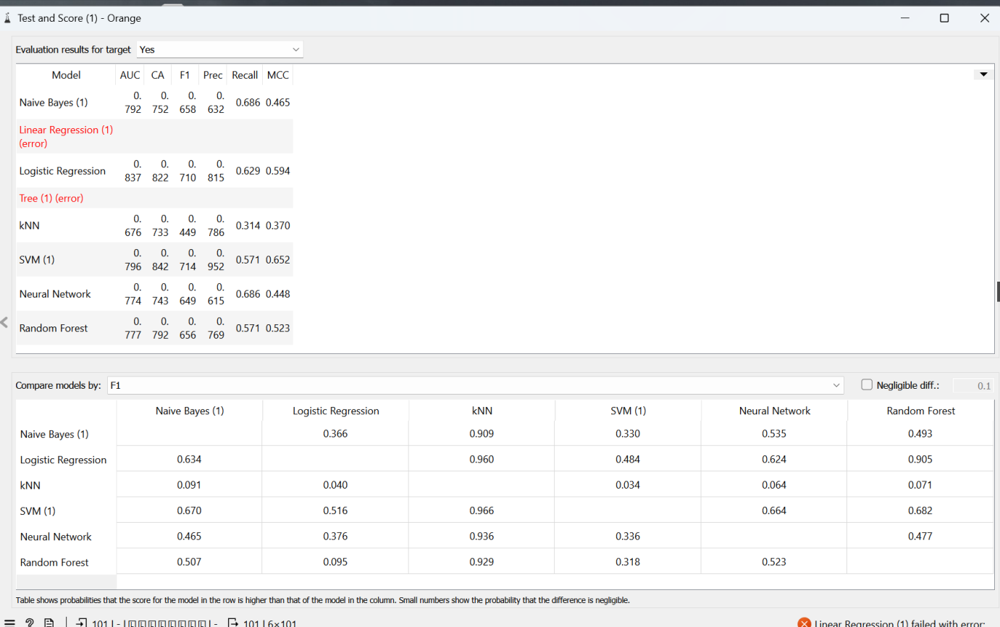 Test and Score (1) - Orange
Evaluation results for target Yes
Model AUC CA F1 Prec Recall MCC
Naive Bayes (1) 0.792 0.752 0.658 0.632 0.686 0.465
Linear Regression (1)
(error)
Logistic Regression 0.837 0.822 0.710 0.815 0.629 0.594
Tree (1) (error)
kNN 0.676 0.733 0.449 0.786 0.314 0.370
SVM (1) 0.796 0.842 0.714 0.952 0.571 0.652
Neural Network 0.774 0.743 0.649 0.615 0.686 0.448
Random Forest 0.777 0.792 0.656 0.769 0.571 0.523
Compare models by: F1 Negligible diff.: 0.1
Naive Bayes (1) Logistic Regression kNN SVM (1) Neural Network Random Forest
Naive Bayes (1) 0.366 0.909 0.330 0.535 0.493
Logistic Regression 0.634 0.960 0.484 0.624 0.905
kNN 0.091 0.040 0.034 0.064 0.071
SVM (1) 0.670 0.516 0.966 0.664 0.682
Neural Network 0.465 0.376 0.936 0.336 0.477
Random Forest 0.507 0.095 0.929 0.318 0.523
Table shows probabilities that the score for the model in the row is higher than that of the model in the column. Small numbers show the probability that the difference is negligible.
101 | - | - 101 | 6×101 Linear Regression (1) failed with error: